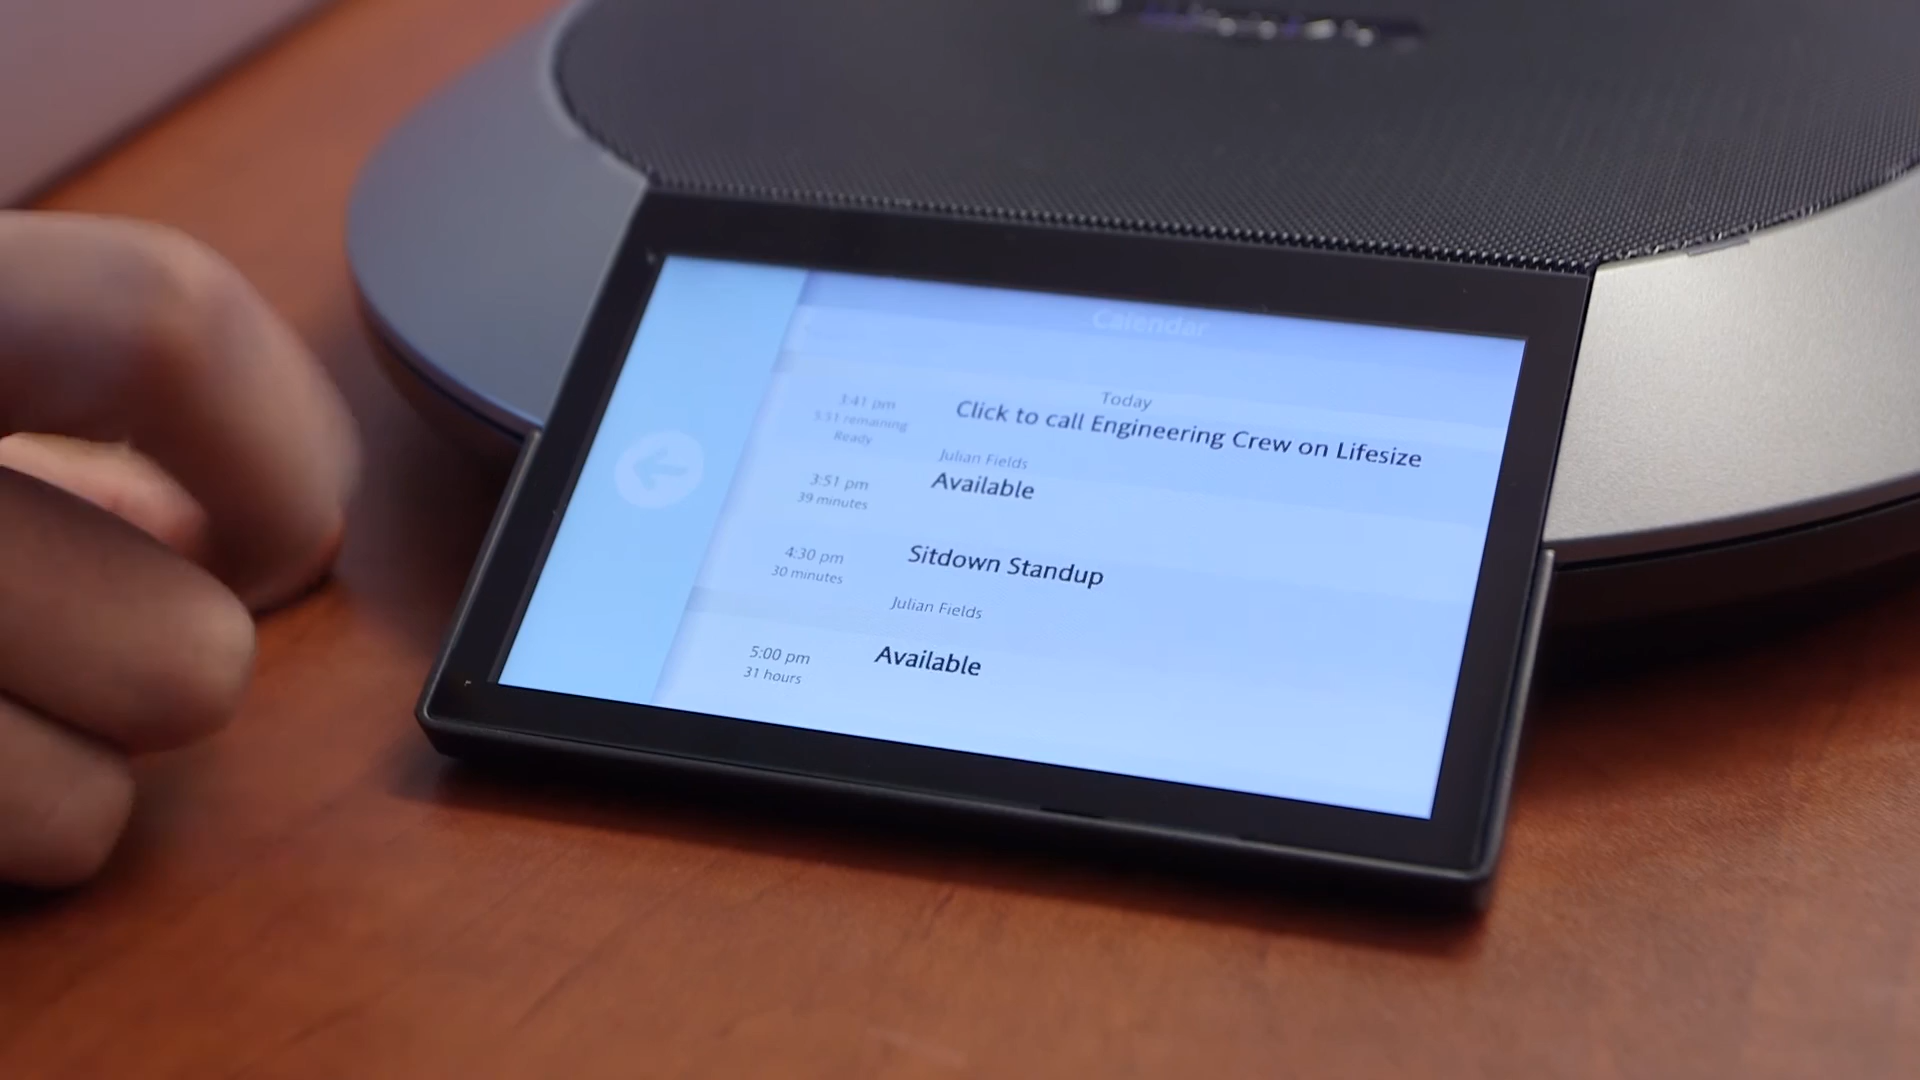 Calendar
Today
3:41 pm
Click to call Engineering Crew on Lifesize
remaining
Ready
Julian Fields
3:51 pm
Available
39 minutes
4:30 pm
Sitdown Standup
30 minutes
Julian Fields
5:00 pm
Available
31 hours